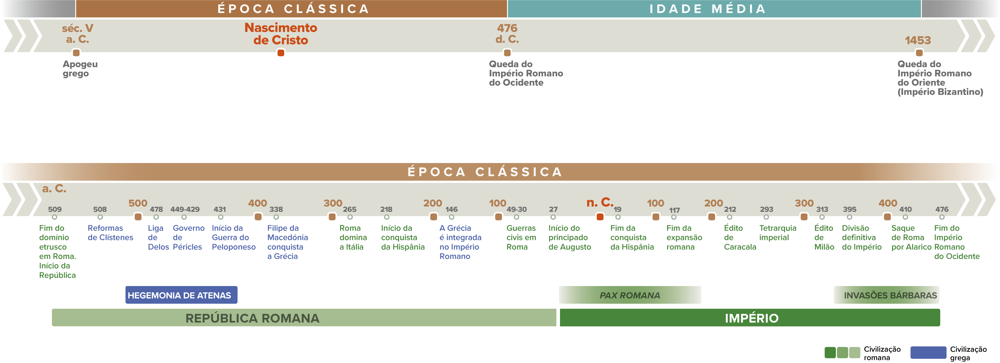 ÉPOCA CLÁSSICA
IDADE MÉDIA
séc. V
a. C.
Nascimento
de Cristo
476
d. C.
1453
Apogeu
grego
Queda do
Império Romano
do Ocidente
Queda do
Império Romano
do Oriente
(Império Bizantino)
ÉPOCA CLÁSSICA
a. C.
500
400
300
200
100
n. C.
100
200
300
400
509
Fim do
domínio
etrusco
em Roma.
Início da
República
508
Reformas
de Clístenes
478
Liga
de
Delos
449-429
Governo
de
Péricles
431
Início da
Guerra do
Peloponeso
338
Filipe da
Macedónia
conquista
a Grécia
265
Roma
domina
a Itália
218
Início da
conquista
da Hispânia
146
A Grécia
é integrada
no Império
Romano
49-30
Guerras
civis em
Roma
27
Início do
principado
de Augusto
19
Fim da
conquista
da Hispânia
117
Fim da
expansão
romana
212
Édito
de
Caracala
293
Tetrarquia
imperial
313
Édito
de
Milão
395
Divisão
definitiva
do Império
410
Saque
de Roma
por Alarico
476
Fim do
Império
Romano
do Ocidente
HEGEMONIA DE ATENAS
PAX ROMANA
INVASÕES BÁRBARAS
REPÚBLICA ROMANA
IMPÉRIO
Civilização
romana
Civilização
grega